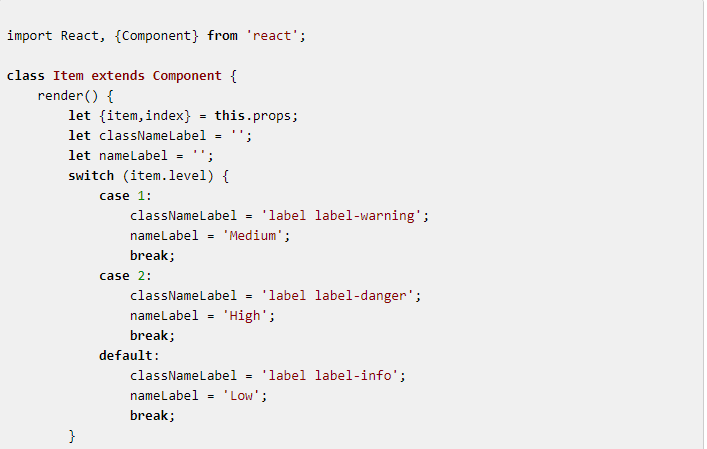 import React, {Component} from 'react';
class Item extends Component {
render() {
let {item,index} = this.props;
let classNameLabel = '';
let nameLabel = '';
switch (item.level) {
case 1:
classNameLabel = 'label label-warning';
nameLabel = 'Medium';
break;
case 2:
classNameLabel = 'label label-danger';
nameLabel = 'High';
break;
default:
classNameLabel = 'label label-info';
nameLabel = 'Low';
break;
}